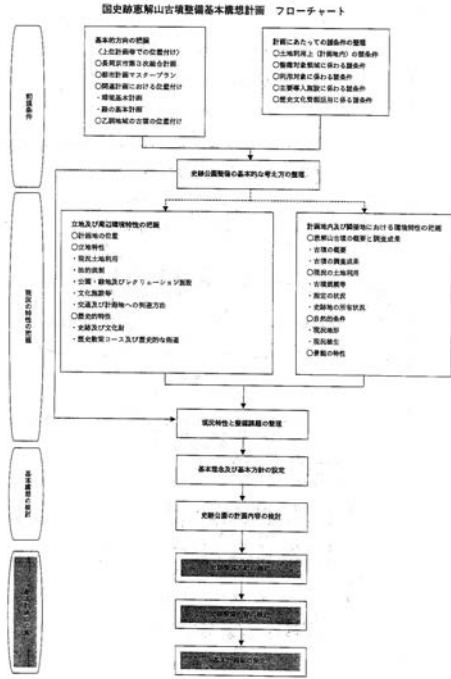 国史跡恵解山古墳整備基本構想計画 フローチャート
前提条件
基本的方向の把握
〈上位計画等での位置付け〉
○長岡京市第3次総合計画
○都市計画マスタープラン
○関連計画における位置付け
・環境基本計画
・緑の基本計画
○乙訓地域の古墳の位置付け
計画にあたっての諸条件の整理
○土地利用上(計画地内)の諸条件
○整備対象領域に係わる諸条件
○利用対象に係わる諸条件
○主要導入施設に係わる諸条件
○歴史文化資源活用に係る諸条件
史跡公園整備の基本的な考え方の整理
現況の特性の把握
立地及び周辺環境特性の把握
○計画地の位置
○立地特性
・現況土地利用
・法的規制
・公園・緑地及びレクリェーション施設
・文化施設等
・交通及び計画地への到達方向
○歴史的特性
・史跡及び文化財
・歴史散策コース及び歴史的な街道
計画地内及び隣接地における環境特性の把握
○恵解山古墳の概要と調査成果
・古墳の概要
・古墳の調査成果
○現況の土地利用
・古墳規模等
・指定の状況
・史跡地の所有状況
○自然的条件
・現況地形
・現況植生
○景観の特性
現況特性と整備課題の整理
基本構想の検討
基本理念及び基本方針の設定
史跡公園の計画内容の検討